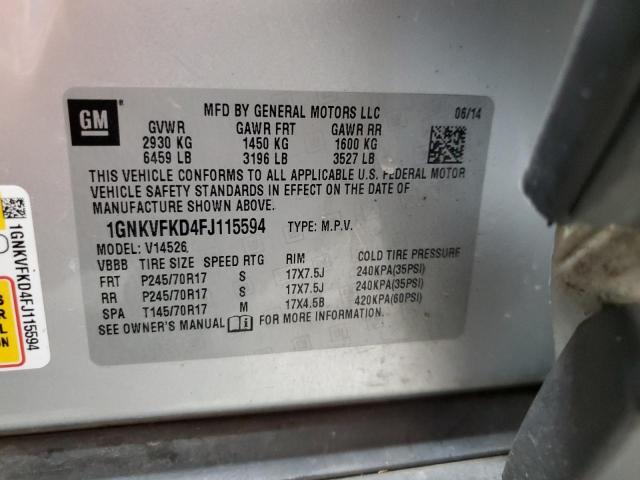 GM
MFD BY GENERAL MOTORS LLC 06/14
GVWR GAWR FRT GAWR RR
2930 KG 1450 KG 1600 KG
6459 LB 3196 LB 3527 LB
THIS VEHICLE CONFORMS TO ALL APPLICABLE U.S. FEDERAL MOTOR
VEHICLE SAFETY STANDARDS IN EFFECT ON THE DATE OF
MANUFACTURE SHOWN ABOVE.
1GNKVFKD4FJ115594 TYPE: M.P.V.
MODEL: V14526
VBBB TIRE SIZE SPEED RTG RIM COLD TIRE PRESSURE
FRT P245/70R17 S 17X7.5J 240KPA(35PSI)
RR P245/70R17 S 17X7.5J 240KPA(35PSI)
SPA T145/70R17 M 17X4.5B 420KPA(60PSI)
SEE OWNER'S MANUAL FOR MORE INFORMATION.
1GNKVFKD4FJ115594